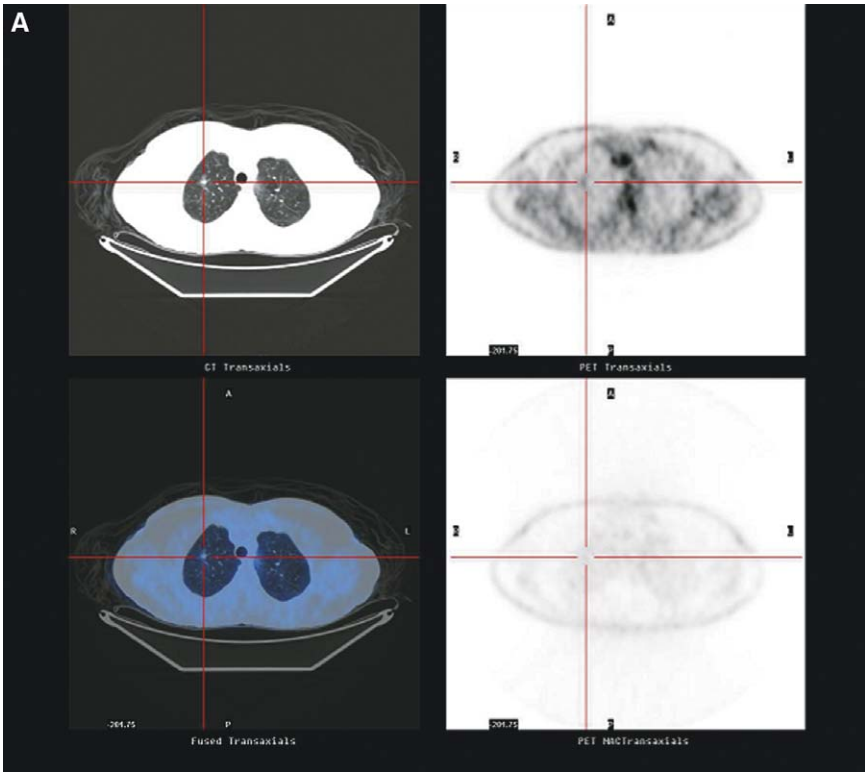 A
A
-201.75
P
CT Transaxials
PET Transaxials
A
A
R
L
-201.75
P
-201.75
Fused Transaxials
PET NACTransaxials